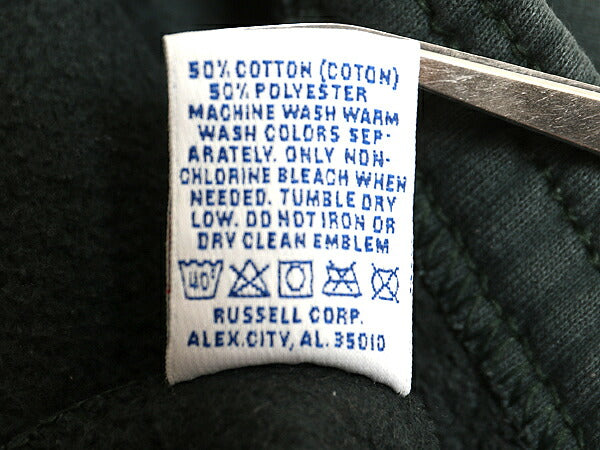 50% COTTON (COTON)
50% POLYESTER
MACHINE WASH WARM
WASH COLORS SEP-
ARATELY. ONLY NON-
CHLORINE BLEACH WHEN
NEEDED. TUMBLE DRY
LOW. DO NOT IRON OR
DRY CLEAN EMBLEM
40°
RUSSELL CORP.
ALEX.CITY, AL. 35010